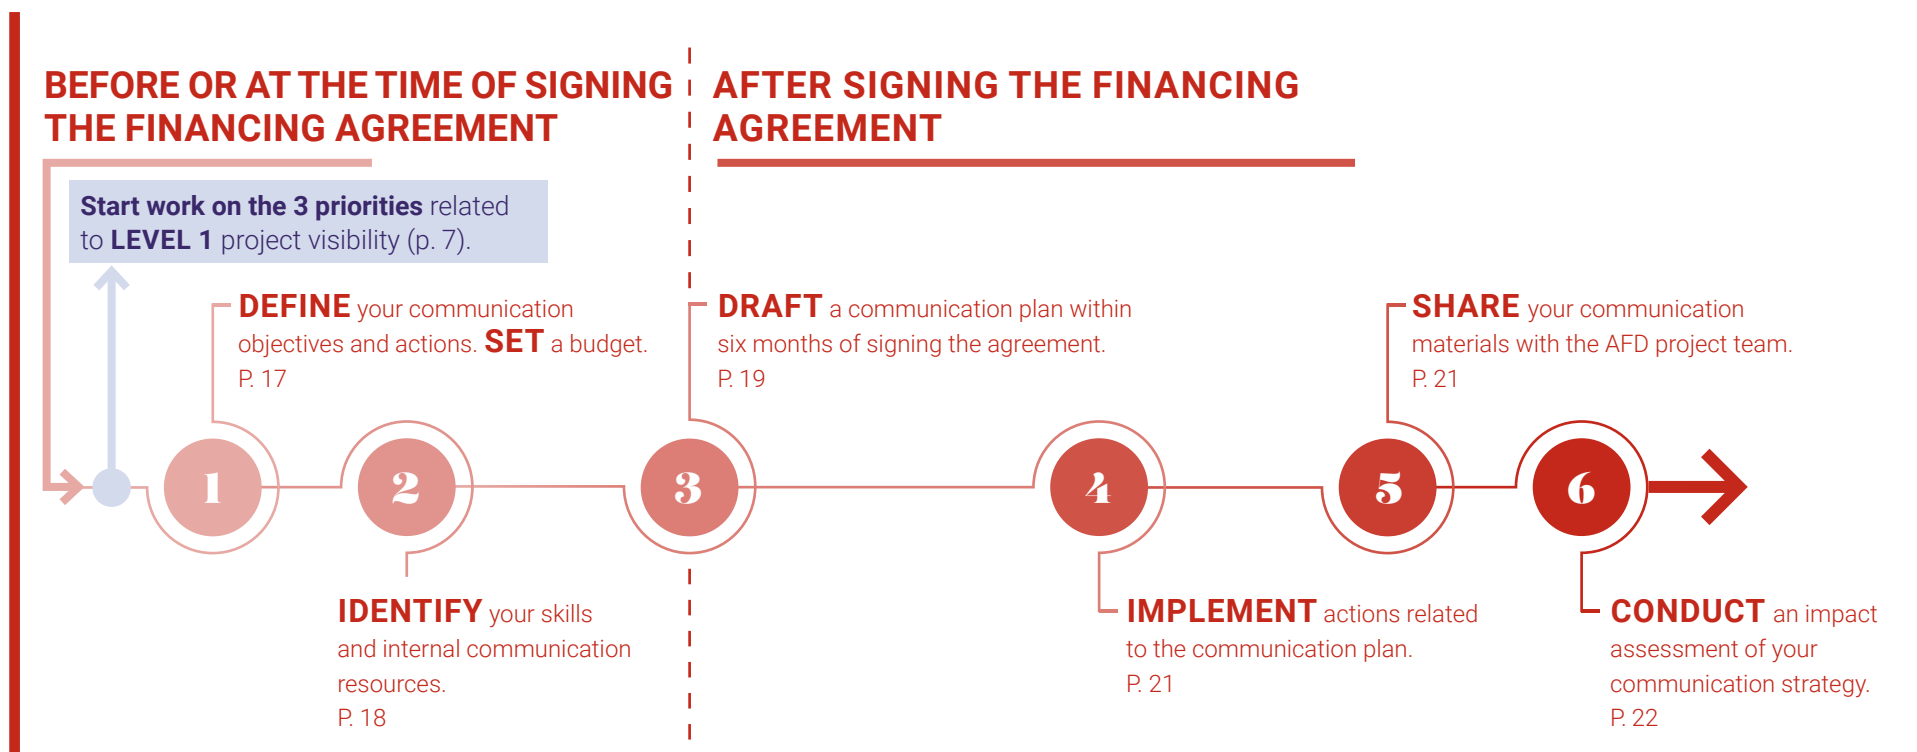 BEFORE OR AT THE TIME OF SIGNING
THE FINANCING AGREEMENT
AFTER SIGNING THE FINANCING
AGREEMENT
Start work on the 3 priorities related
to LEVEL 1 project visibility (p. 7).
DEFINE your communication
objectives and actions. SET a budget.
P. 17
DRAFT a communication plan within
six months of signing the agreement.
P. 19
SHARE your communication
materials with the AFD project team.
P. 21
1
2
3
4
5
6
IDENTIFY your skills
and internal communication
resources.
P. 18
IMPLEMENT actions related
to the communication plan.
P. 21
CONDUCT an impact
assessment of your
communication strategy.
P. 22